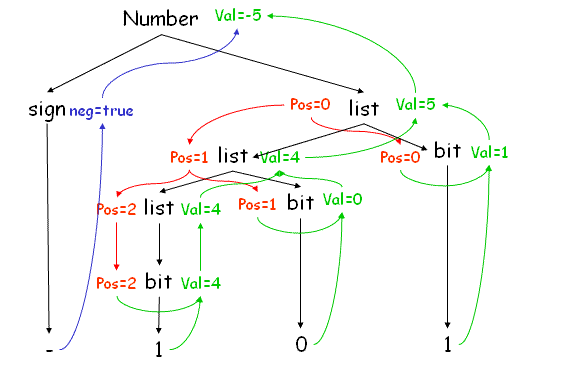 Number Val=-5
sign neg=true Pos=0 list Val=5
Pos=1 list Val=4 Pos=0 bit Val=1
Pos=2 list Val=4 Pos=1 bit Val=0
Pos=2 bit Val=4
- 1 0 1